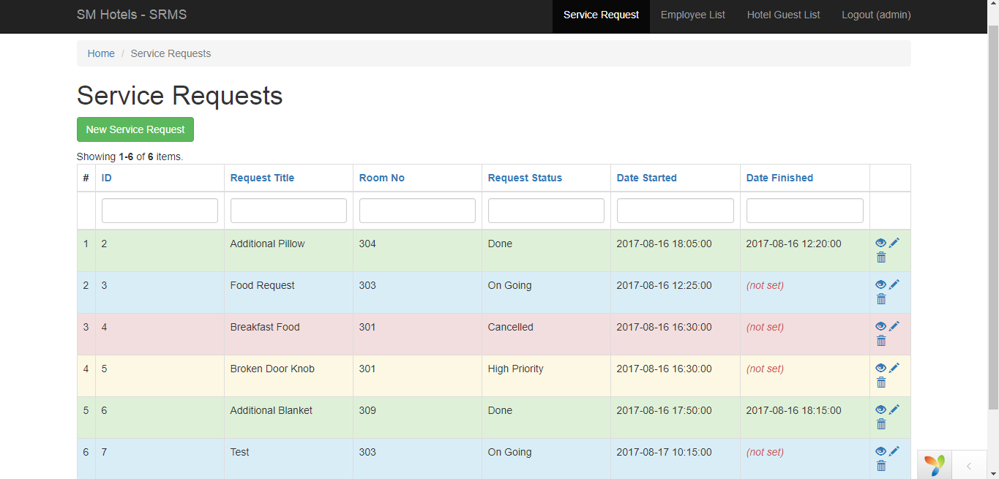 SM Hotels - SRMS Service Request Employee List Hotel Guest List Logout (admin)
Home / Service Requests
Service Requests
New Service Request
Showing 1-6 of 6 items.
# ID Request Title Room No Request Status Date Started Date Finished
1 2 Additional Pillow 304 Done 2017-08-16 18:05:00 2017-08-16 12:20:00
2 3 Food Request 303 On Going 2017-08-16 12:25:00 (not set)
3 4 Breakfast Food 301 Cancelled 2017-08-16 16:30:00 (not set)
4 5 Broken Door Knob 301 High Priority 2017-08-16 16:30:00 (not set)
5 6 Additional Blanket 309 Done 2017-08-16 17:50:00 2017-08-16 18:15:00
6 7 Test 303 On Going 2017-08-17 10:15:00 (not set)